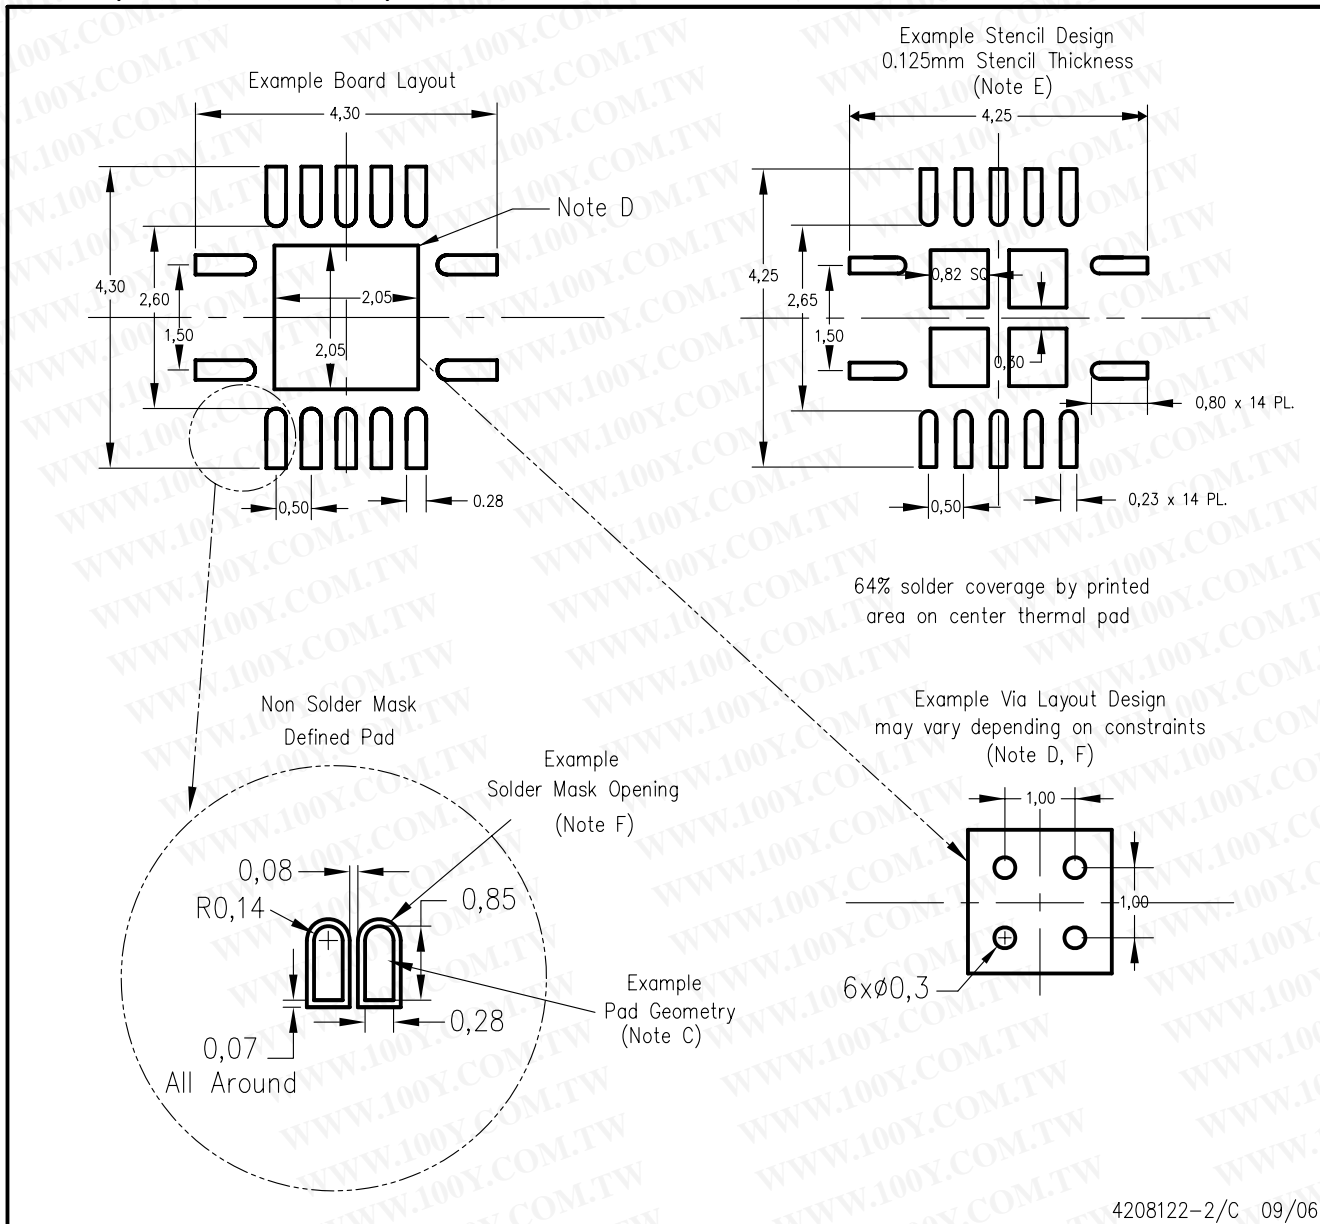 Example Board Layout
4,30
4,30
2,60
1,50
2,05
2,05
Note D
0,50
0.28
Example Stencil Design
0.125mm Stencil Thickness
(Note E)
4,25
4,25
2,65
1,50
0,82 SQ
0,30
0,80 x 14 PL.
0,50
0,23 x 14 PL.
64% solder coverage by printed
area on center thermal pad
Non Solder Mask
Defined Pad
Example
Solder Mask Opening
(Note F)
0,08
R0,14
0,85
0,28
0,07
All Around
Example
Pad Geometry
(Note C)
Example Via Layout Design
may vary depending on constraints
(Note D, F)
1,00
1,00
6xø0,3
4208122-2/C 09/06
WWW.100Y.COM.TW